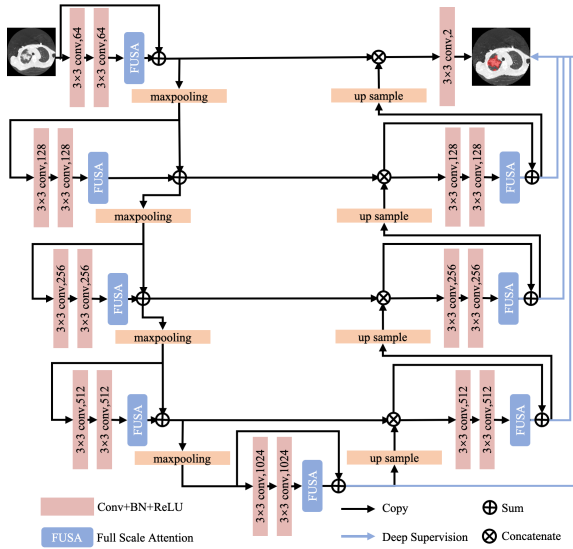 3×3 conv,64
3×3 conv,64
FUSA
3×3 conv,2
maxpooling
up sample
3×3 conv,128
3×3 conv,128
FUSA
3×3 conv,128
3×3 conv,128
FUSA
maxpooling
up sample
3×3 conv,256
3×3 conv,256
FUSA
3×3 conv,256
3×3 conv,256
FUSA
maxpooling
up sample
3×3 conv,512
3×3 conv,512
FUSA
3×3 conv,512
3×3 conv,512
FUSA
maxpooling
up sample
3×3 conv,1024
3×3 conv,1024
FUSA
Conv+BN+ReLU
Copy
Sum
FUSA
Full Scale Attention
Deep Supervision
Concatenate